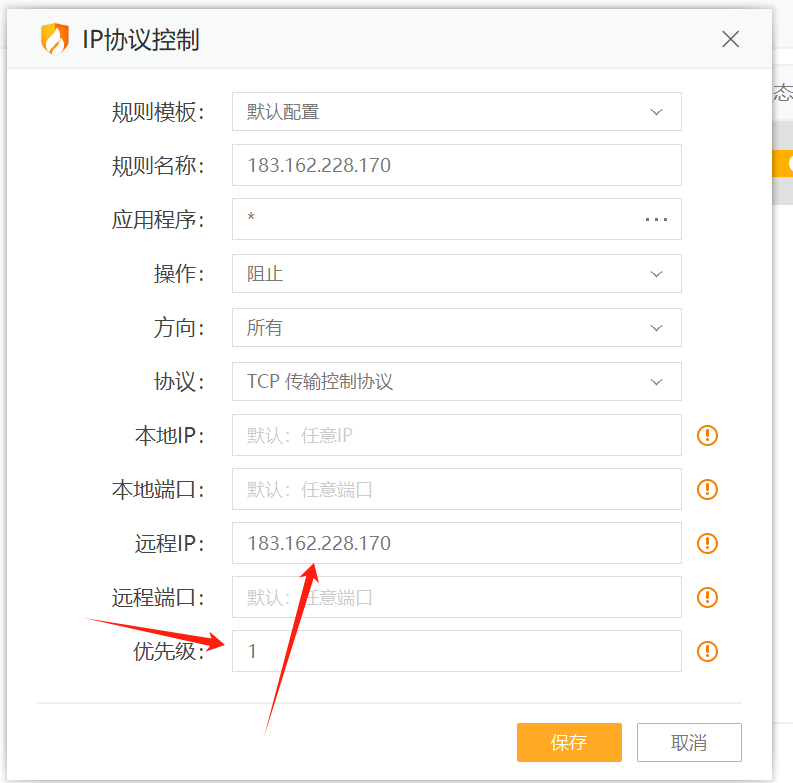 IP协议控制
态
规则模板： 默认配置
规则名称： 183.162.228.170
应用程序： * ...
操作： 阻止
方向： 所有
协议： TCP 传输控制协议
本地IP： 默认：任意IP
本地端口： 默认：任意端口
远程IP： 183.162.228.170
远程端口： 默认：任意端口
优先级： 1
保存 取消